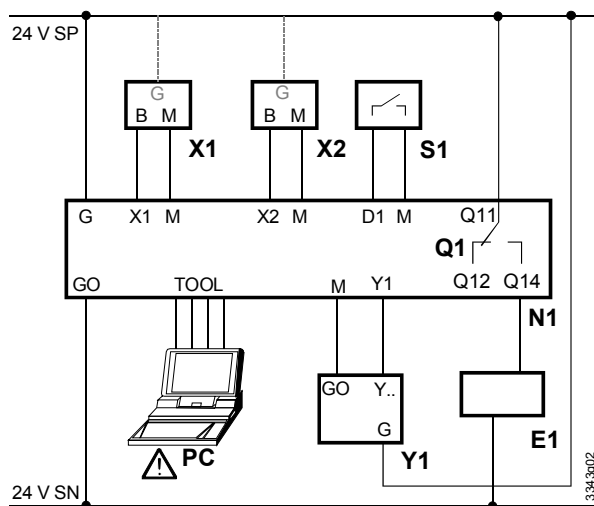 24 V SP
G G
B M B M
X1 X2 S1
G X1 M X2 M D1 M Q11
Q1
GO TOOL M Y1 Q12 Q14
N1
GO Y..
G
PC Y1 E1
24 V SN
3343a02